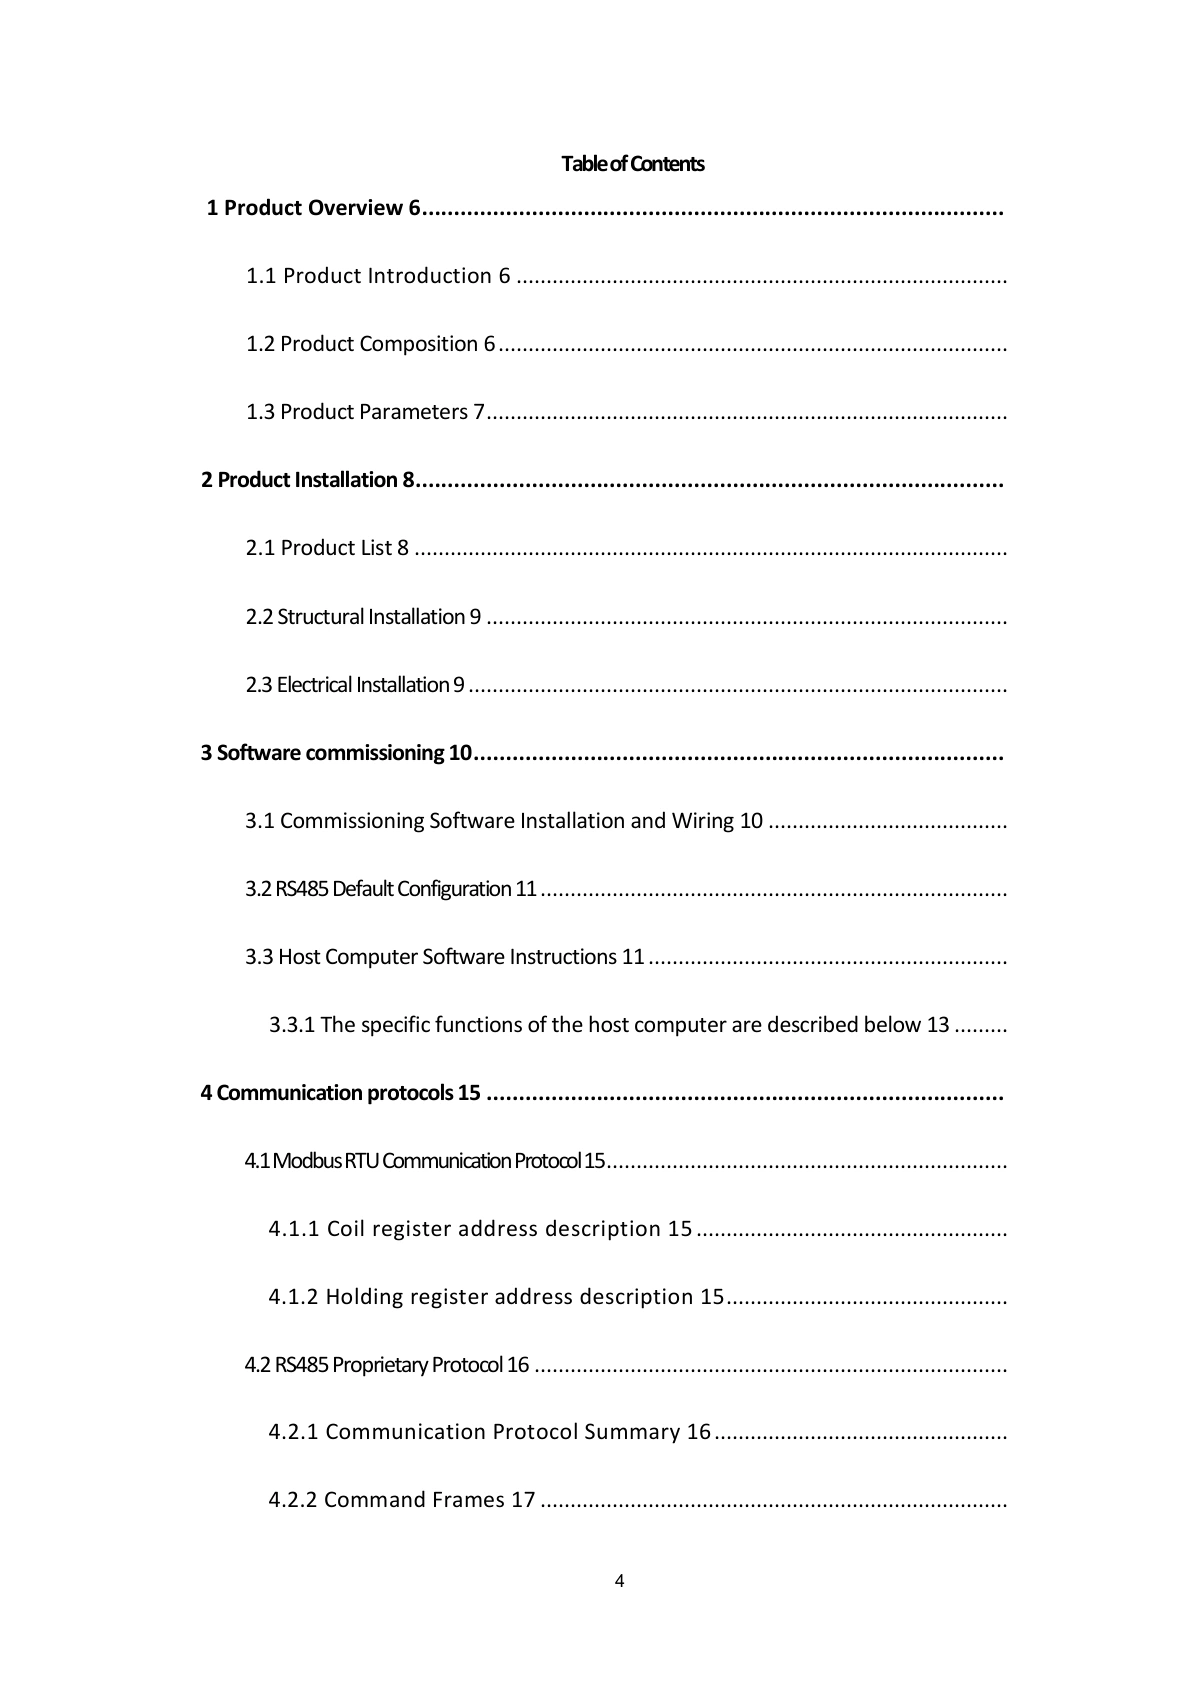 Table of Contents
1 Product Overview 6..........................................................................................
1.1 Product Introduction 6 ..................................................................................
1.2 Product Composition 6.....................................................................................
1.3 Product Parameters 7.......................................................................................
2 Product Installation 8...........................................................................................
2.1 Product List 8 ...................................................................................................
2.2 Structural Installation 9 .......................................................................................
2.3 Electrical Installation 9 ..........................................................................................
3 Software commissioning 10..................................................................................
3.1 Commissioning Software Installation and Wiring 10 ........................................
3.2 RS485 Default Configuration 11 ..............................................................................
3.3 Host Computer Software Instructions 11 ............................................................
3.3.1 The specific functions of the host computer are described below 13 .........
4 Communication protocols 15 ................................................................................
4.1 Modbus RTU Communication Protocol 15...................................................................
4.2.1 Coil register address description 15 ....................................................
4.1.2 Holding register address description 15...............................................
4.2 RS485 Proprietary Protocol 16 ...............................................................................
4.2.1 Communication Protocol Summary 16 .................................................
4.2.2 Command Frames 17 ..............................................................................
4